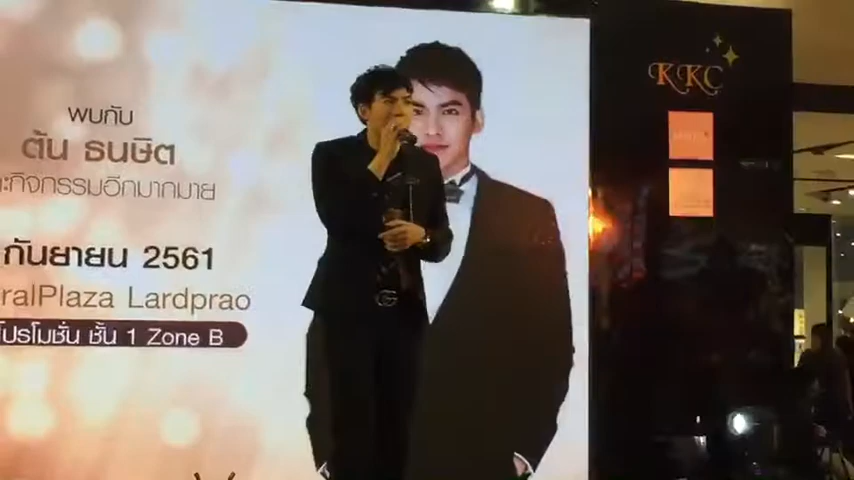 พบกับ
ตัน ธนษิต
ะกิจกรรมอีกมากมาย
กันยายน 2561
ralPlaza Lardprao
โปรโมชั่น ชั้น 1 Zone B
KKC